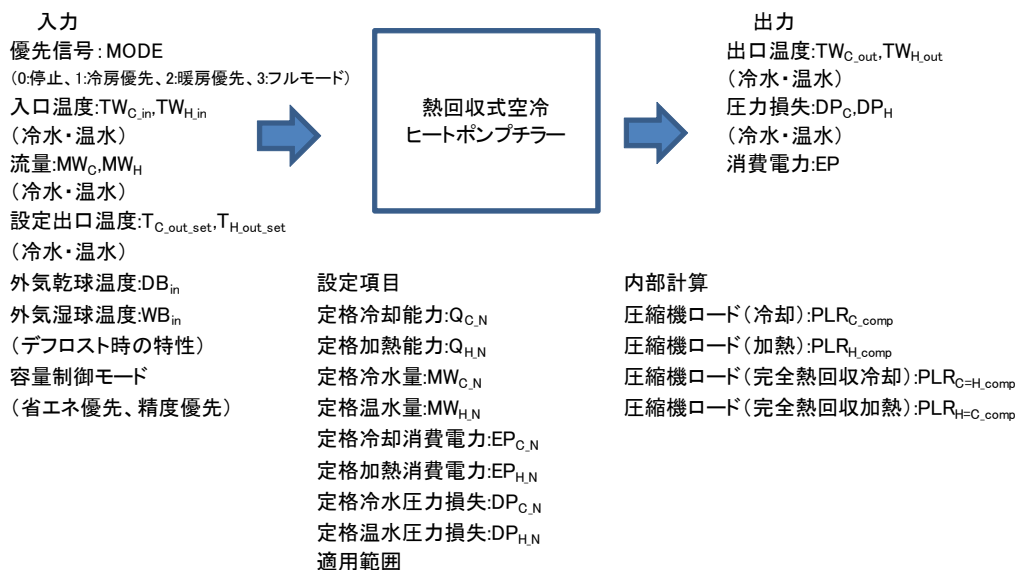 入力
優先信号:MODE
(0:停止、1:冷房優先、2:暖房優先、3:フルモード)
入口温度:TWC_in,TWH_in
(冷水・温水)
流量:MWC,MWH
(冷水・温水)
設定出口温度:TC_out_set,TH_out_set
(冷水・温水)
外気乾球温度:DBin
外気湿球温度:WBin
(デフロスト時の特性)
容量制御モード
(省エネ優先、精度優先)
熱回収式空冷
ヒートポンプチラー
出力
出口温度:TWC_out,TWH_out
(冷水・温水)
圧力損失:DPC,DPH
(冷水・温水)
消費電力:EP
設定項目
定格冷却能力:QC_N
定格加熱能力:QH_N
定格冷水量:MWC_N
定格温水量:MWH_N
定格冷却消費電力:EPC_N
定格加熱消費電力:EPH_N
定格冷水圧力損失:DPC_N
定格温水圧力損失:DPH_N
適用範囲
内部計算
圧縮機ロード(冷却):PLRC_comp
圧縮機ロード(加熱):PLRH_comp
圧縮機ロード(完全熱回収冷却):PLRC=H_comp
圧縮機ロード(完全熱回収加熱):PLRH=C_comp